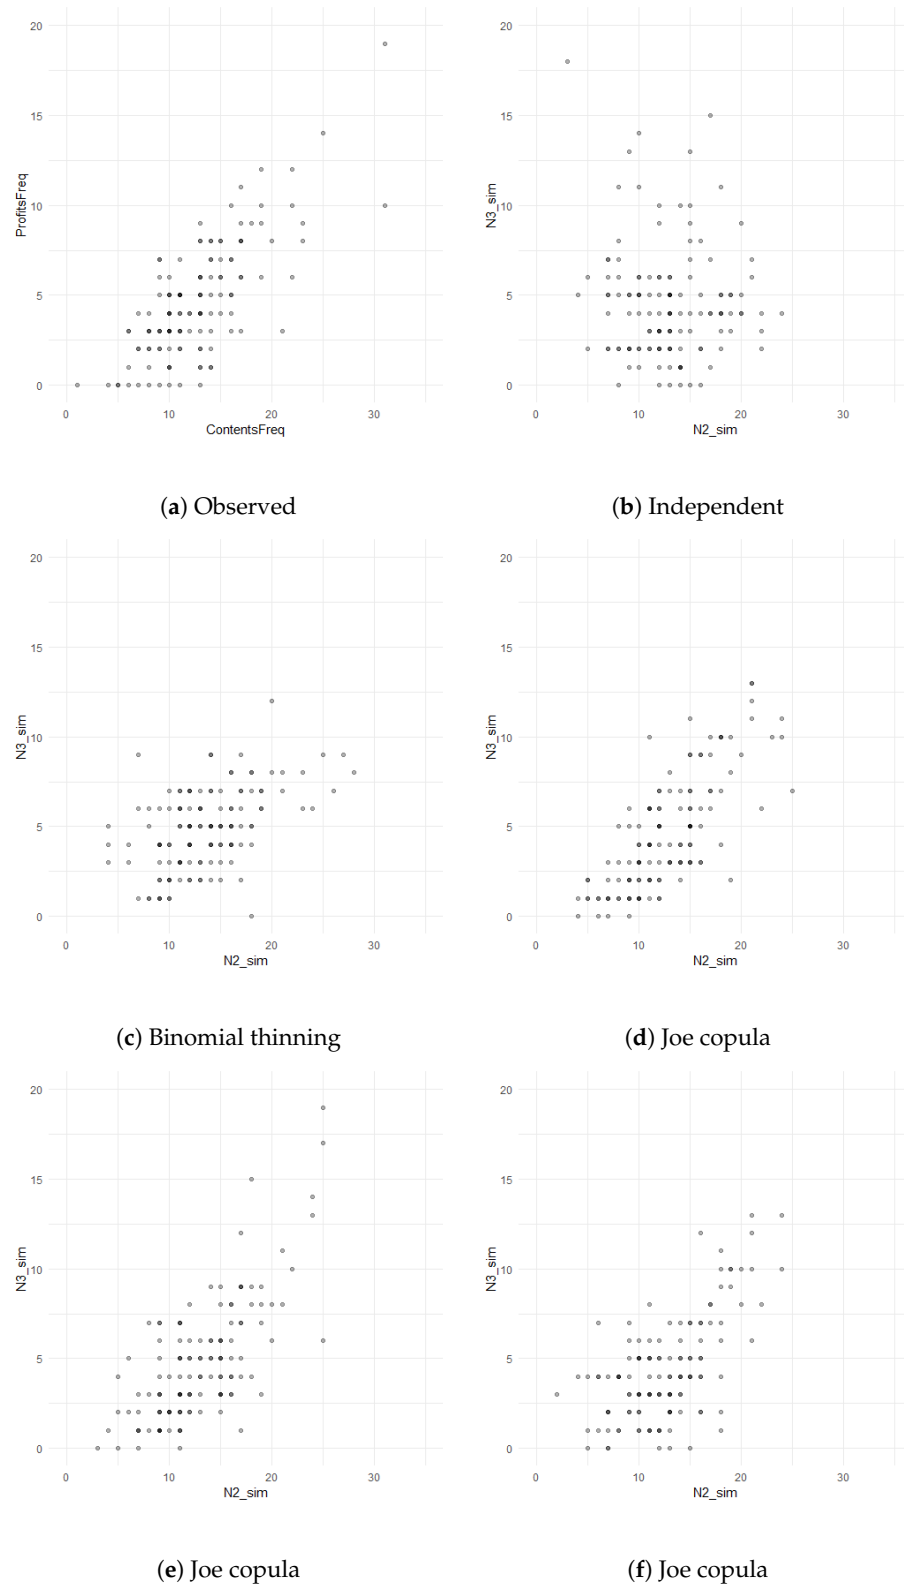 20
15
10
5
0
ProfitsFreq
0 10 20 30
ContentsFreq
(a) Observed
20
15
10
5
0
N3_sim
0 10 20 30
N2_sim
(b) Independent
20
15
10
5
0
N3_sim
0 10 20 30
N2_sim
(c) Binomial thinning
20
15
10
5
0
N3_sim
0 10 20 30
N2_sim
(d) Joe copula
20
15
10
5
0
N3_sim
0 10 20 30
N2_sim
(e) Joe copula
20
15
10
5
0
N3_sim
0 10 20 30
N2_sim
(f) Joe copula